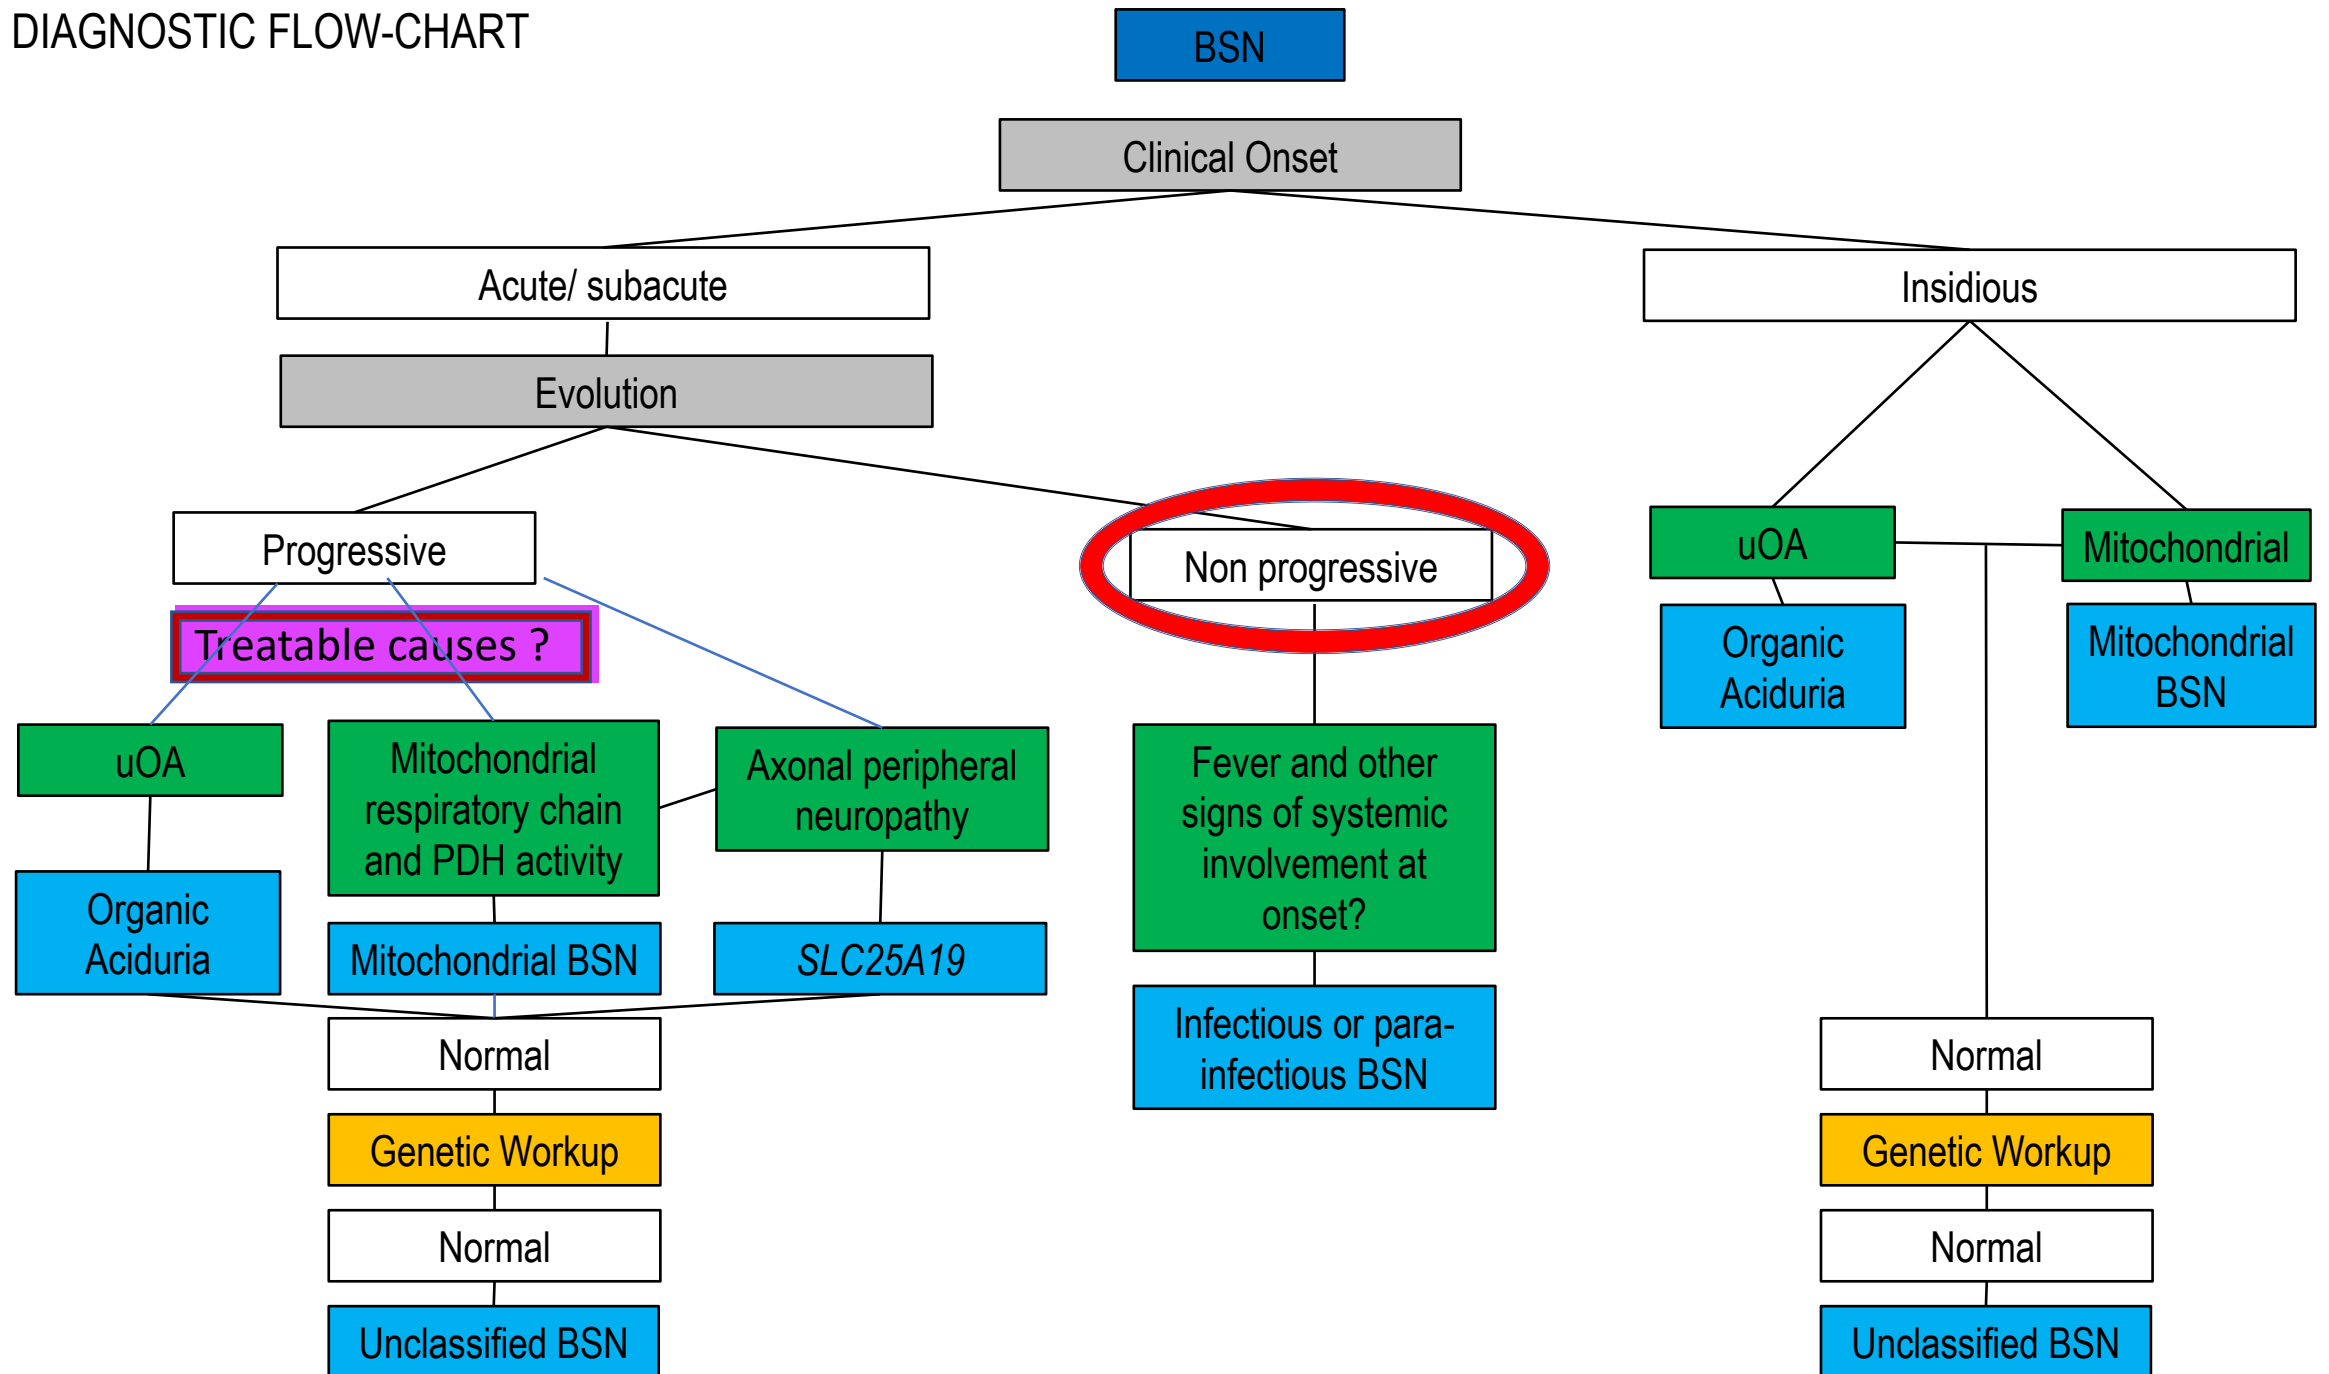 DIAGNOSTIC FLOW-CHART
BSN
Clinical Onset
Acute/ subacute
Insidious
Evolution
Progressive
Non progressive
uOA
Mitochondrial
Treatable causes ?
Organic
Aciduria
Mitochondrial
BSN
uOA
Mitochondrial
respiratory chain
and PDH activity
Axonal peripheral
neuropathy
Fever and other
signs of systemic
involvement at
onset?
Organic
Aciduria
Mitochondrial BSN
SLC25A19
Infectious or para-
infectious BSN
Normal
Normal
Genetic Workup
Genetic Workup
Normal
Normal
Unclassified BSN
Unclassified BSN